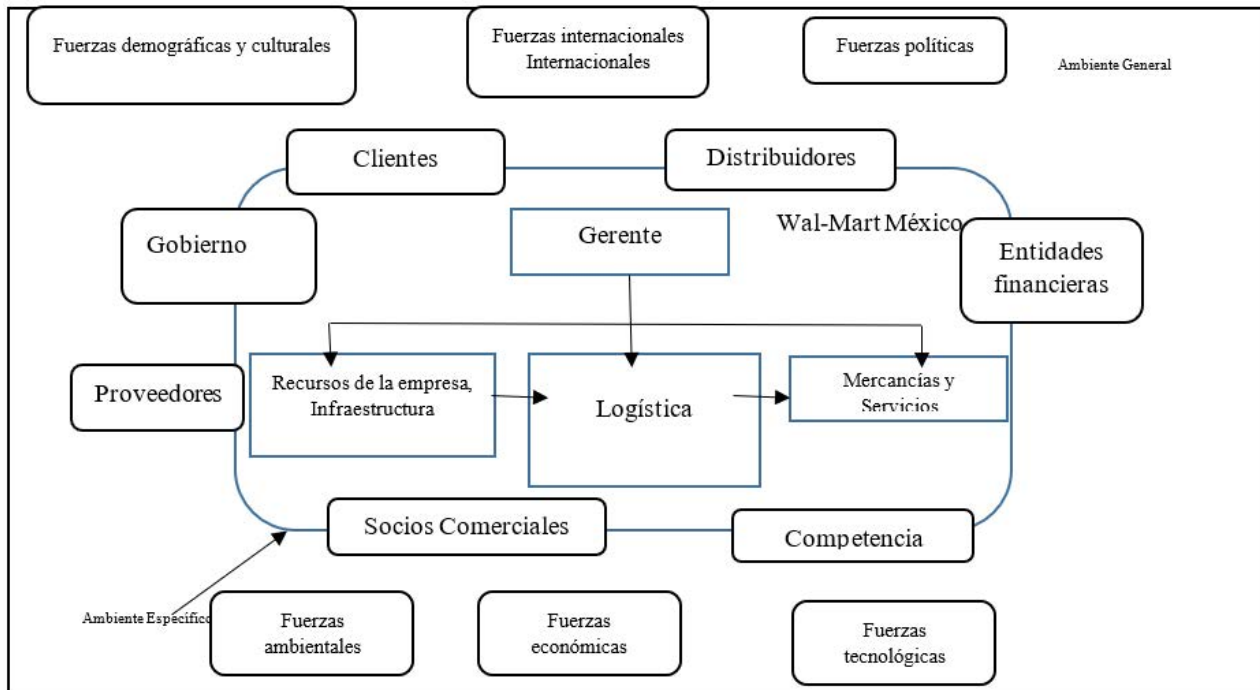 Fuerzas demográficas y culturales
Fuerzas internacionales
Internacionales
Fuerzas políticas
Ambiente General
Clientes
Distribuidores
Gobierno
Gerente
Wal-Mart México
Entidades
financieras
Proveedores
Recursos de la empresa,
Infraestructura
Logística
Mercancías y
Servicios
Socios Comerciales
Competencia
Ambiente Específico
Fuerzas
ambientales
Fuerzas
económicas
Fuerzas
tecnológicas